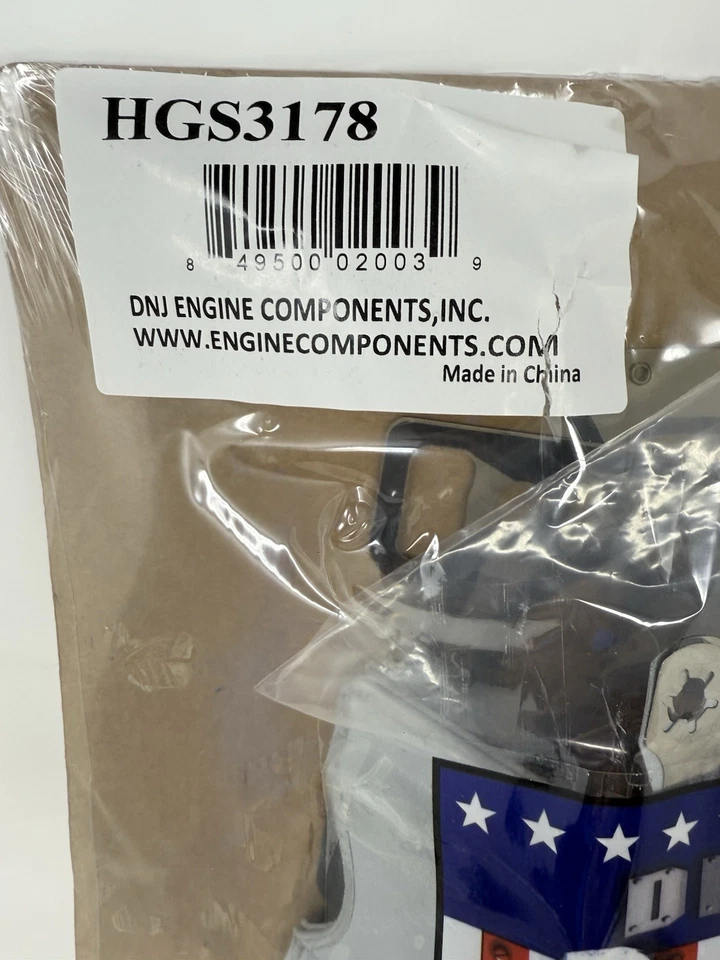 HGS3178
8 49500 02003 9
DNJ ENGINE COMPONENTS,INC.
WWW.ENGINECOMPONENTS.COM
Made in China